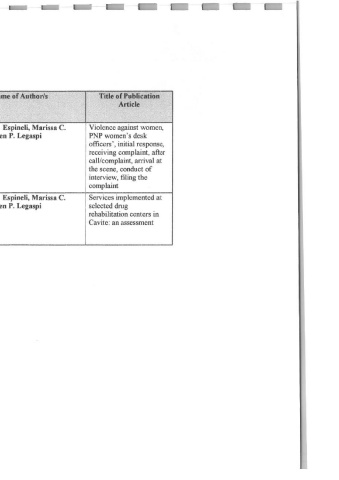 me of Author/s
Title of Publication
Article
Espineli, Marissa C.
en P. Legaspi
Violence against women,
PNP women's desk
officers', initial response,
receiving complaint, after
call/complaint, arrival at
the scene, conduct of
interview, filing the
complaint
Espineli, Marissa C.
en P. Legaspi
Services implemented at
selected drug
rehabilitation centers in
Cavite: an assessment